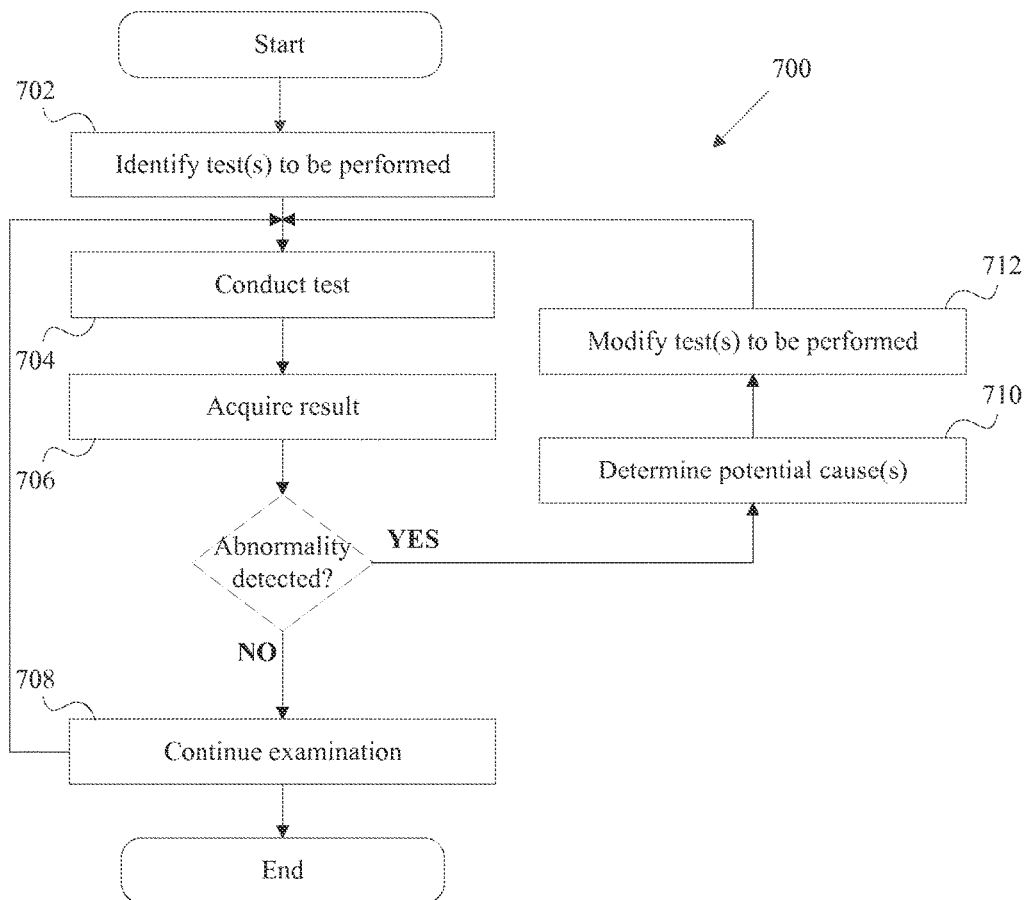 Start
700
702
Identify test(s) to be performed
Conduct test
704
712
Modify test(s) to be performed
Acquire result
706
710
Determine potential cause(s)
Abnormality
detected?
YES
NO
708
Continue examination
End